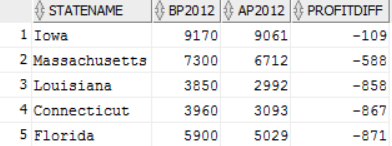 STATENAME BP2012 AP2012 PROFITDIFF
1 Iowa 9170 9061 -109
2 Massachusetts 7300 6712 -588
3 Louisiana 3850 2992 -858
4 Connecticut 3960 3093 -867
5 Florida 5900 5029 -871